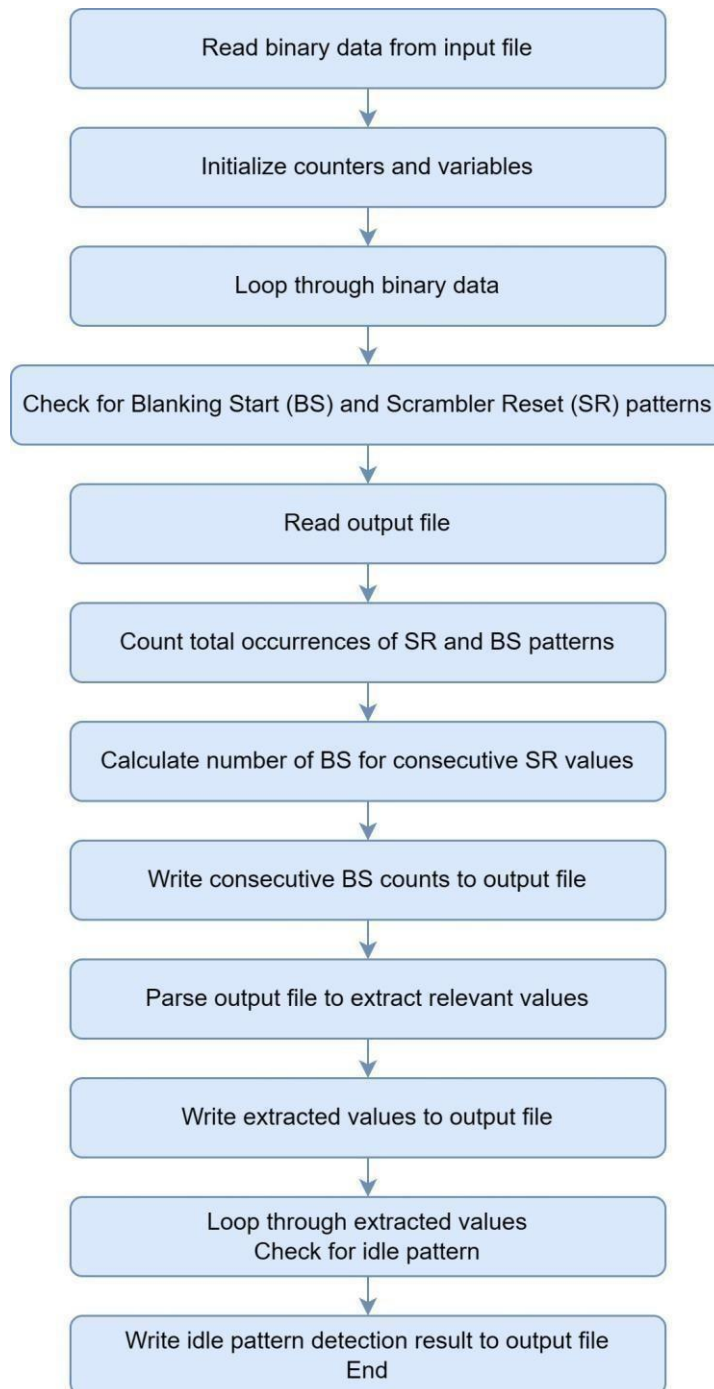 Read binary data from input file
Initialize counters and variables
Loop through binary data
Check for Blanking Start (BS) and Scrambler Reset (SR) patterns
Read output file
Count total occurrences of SR and BS patterns
Calculate number of BS for consecutive SR values
Write consecutive BS counts to output file
Parse output file to extract relevant values
Write extracted values to output file
Loop through extracted values
Check for idle pattern
Write idle pattern detection result to output file
End